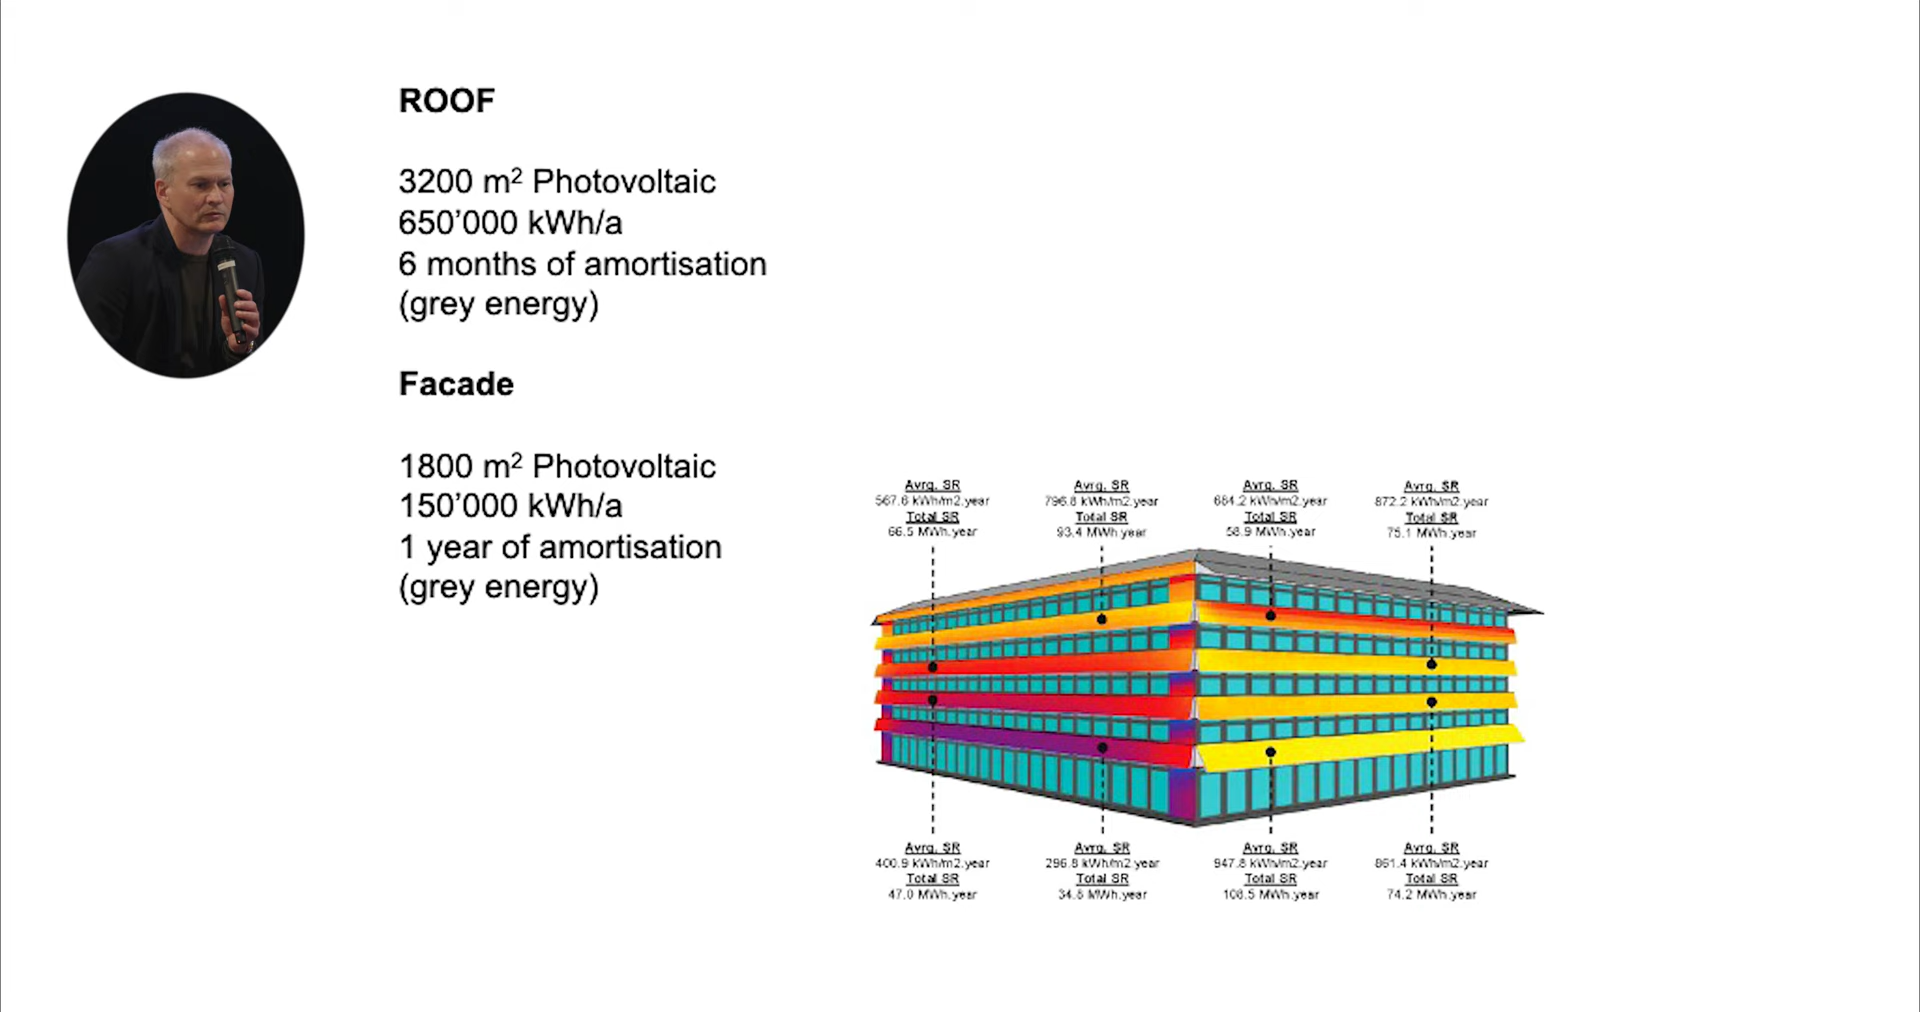 ROOF
3200 m² Photovoltaic
650’000 kWh/a
6 months of amortisation
(grey energy)
Facade
1800 m² Photovoltaic
150’000 kWh/a
1 year of amortisation
(grey energy)
Avrg. SR
567.6 kWh/m2.year
Total SR
66.5 MWh.year
Avrg. SR
796.8 kWh/m2.year
Total SR
93.4 MWh.year
Avrg. SR
684.2 kWh/m2.year
Total SR
58.9 MWh.year
Avrg. SR
872.2 kWh/m2.year
Total SR
75.1 MWh.year
Avrg. SR
400.9 kWh/m2.year
Total SR
47.0 MWh.year
Avrg. SR
296.8 kWh/m2.year
Total SR
34.8 MWh.year
Avrg. SR
947.8 kWh/m2.year
Total SR
108.5 MWh.year
Avrg. SR
861.4 kWh/m2.year
Total SR
74.2 MWh.year